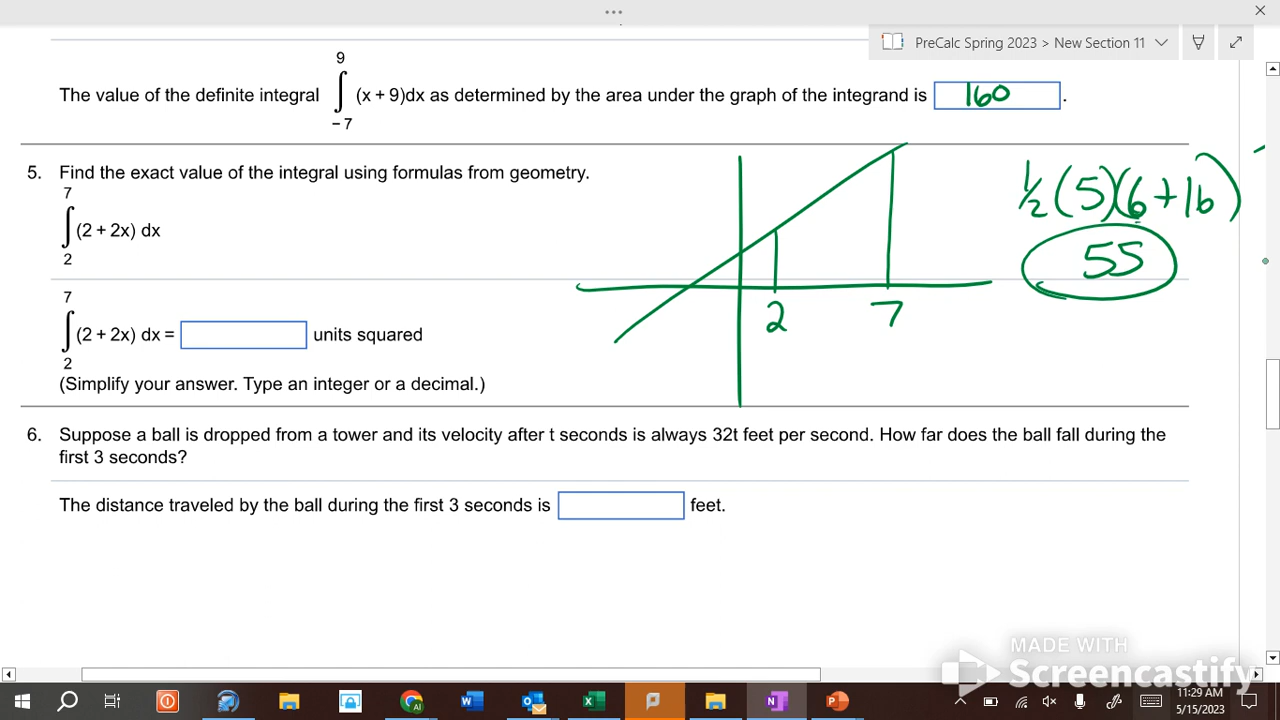 PreCalc Spring 2023 > New Section 11
9
The value of the definite integral ∫ (x + 9)dx as determined by the area under the graph of the integrand is 160 .
− 7
5. Find the exact value of the integral using formulas from geometry.
7
∫ (2 + 2x) dx
2
7
∫ (2 + 2x) dx = units squared
2
(Simplify your answer. Type an integer or a decimal.)
2 7
½ (5)(6 + 16)
55
6. Suppose a ball is dropped from a tower and its velocity after t seconds is always 32t feet per second. How far does the ball fall during the
first 3 seconds?
The distance traveled by the ball during the first 3 seconds is feet.
MADE WITH
Screencastify
11:29 AM
5/15/2023